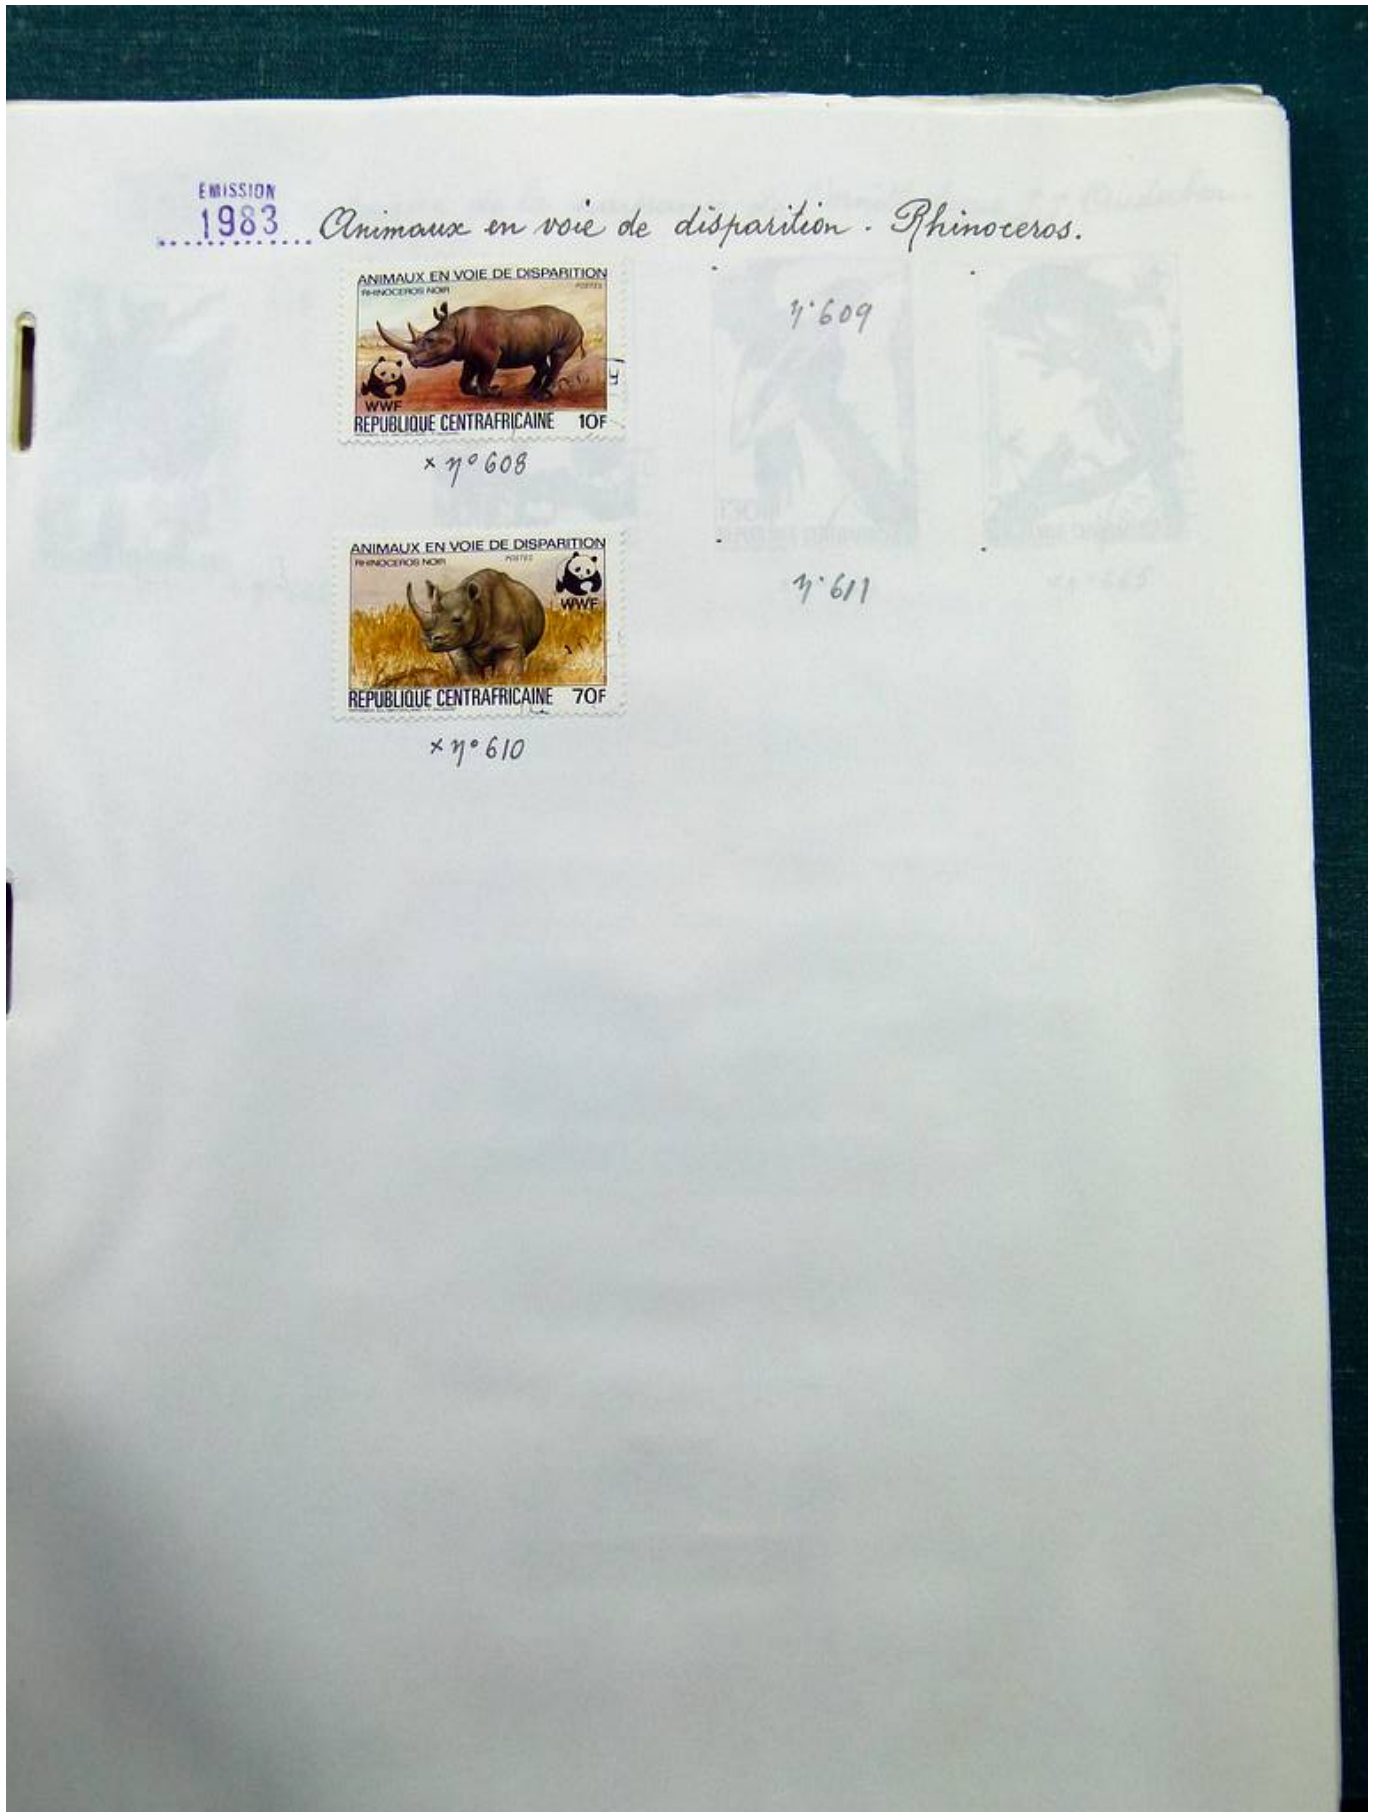 ÉMISSION
1983 Animaux en voie de disparition. Rhinoceros.
ANIMAUX EN VOIE DE DISPARITION
RHINOCEROS NOIR POSTES
WWF
REPUBLIQUE CENTRAFRICAINE 10F
x n° 608
n° 609
ANIMAUX EN VOIE DE DISPARITION
RHINOCEROS NOIR POSTES
WWF
REPUBLIQUE CENTRAFRICAINE 70F
x n° 610
n° 611